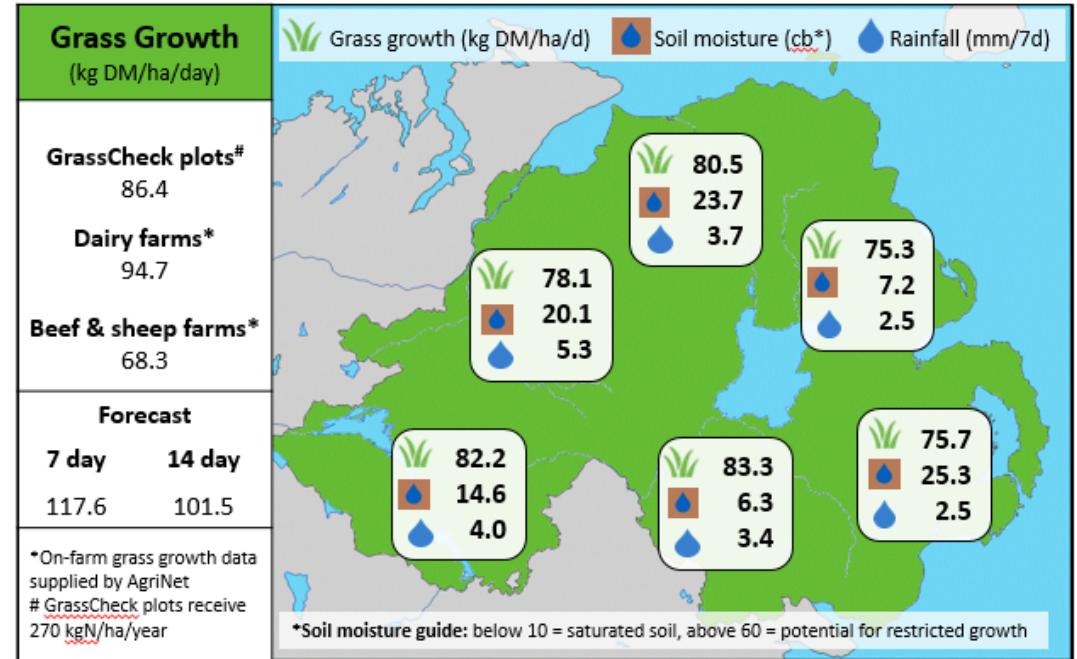 Grass Growth
(kg DM/ha/day)
GrassCheck plots#
86.4
Dairy farms*
94.7
Beef & sheep farms*
68.3
Forecast
7 day 14 day
117.6 101.5
*On-farm grass growth data
supplied by AgriNet
# GrassCheck plots receive
270 kgN/ha/year
Grass growth (kg DM/ha/d) Soil moisture (cb*) Rainfall (mm/7d)
80.5
23.7
3.7
75.3
7.2
2.5
78.1
20.1
5.3
82.2
14.6
4.0
83.3
6.3
3.4
75.7
25.3
2.5
*Soil moisture guide: below 10 = saturated soil, above 60 = potential for restricted growth